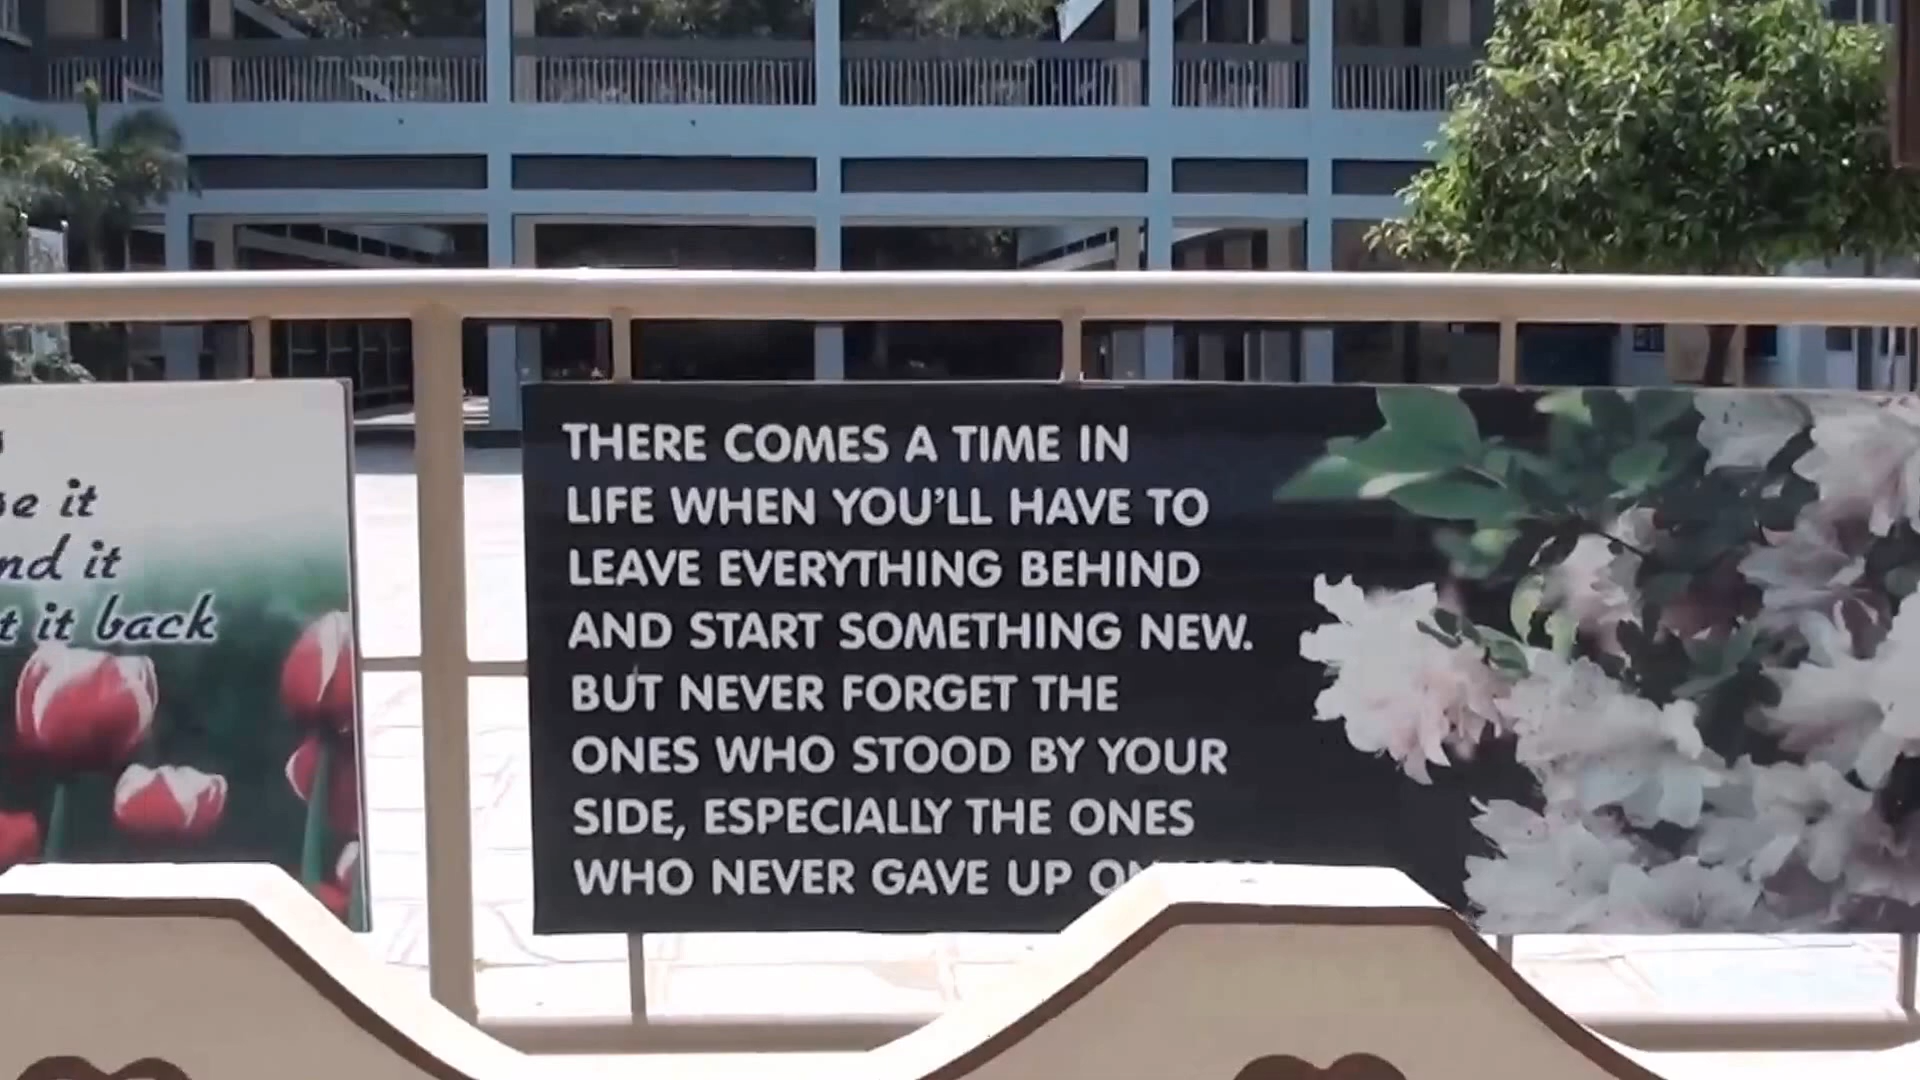 se it
nd it
t it back
THERE COMES A TIME IN
LIFE WHEN YOU'LL HAVE TO
LEAVE EVERYTHING BEHIND
AND START SOMETHING NEW.
BUT NEVER FORGET THE
ONES WHO STOOD BY YOUR
SIDE, ESPECIALLY THE ONES
WHO NEVER GAVE UP ON